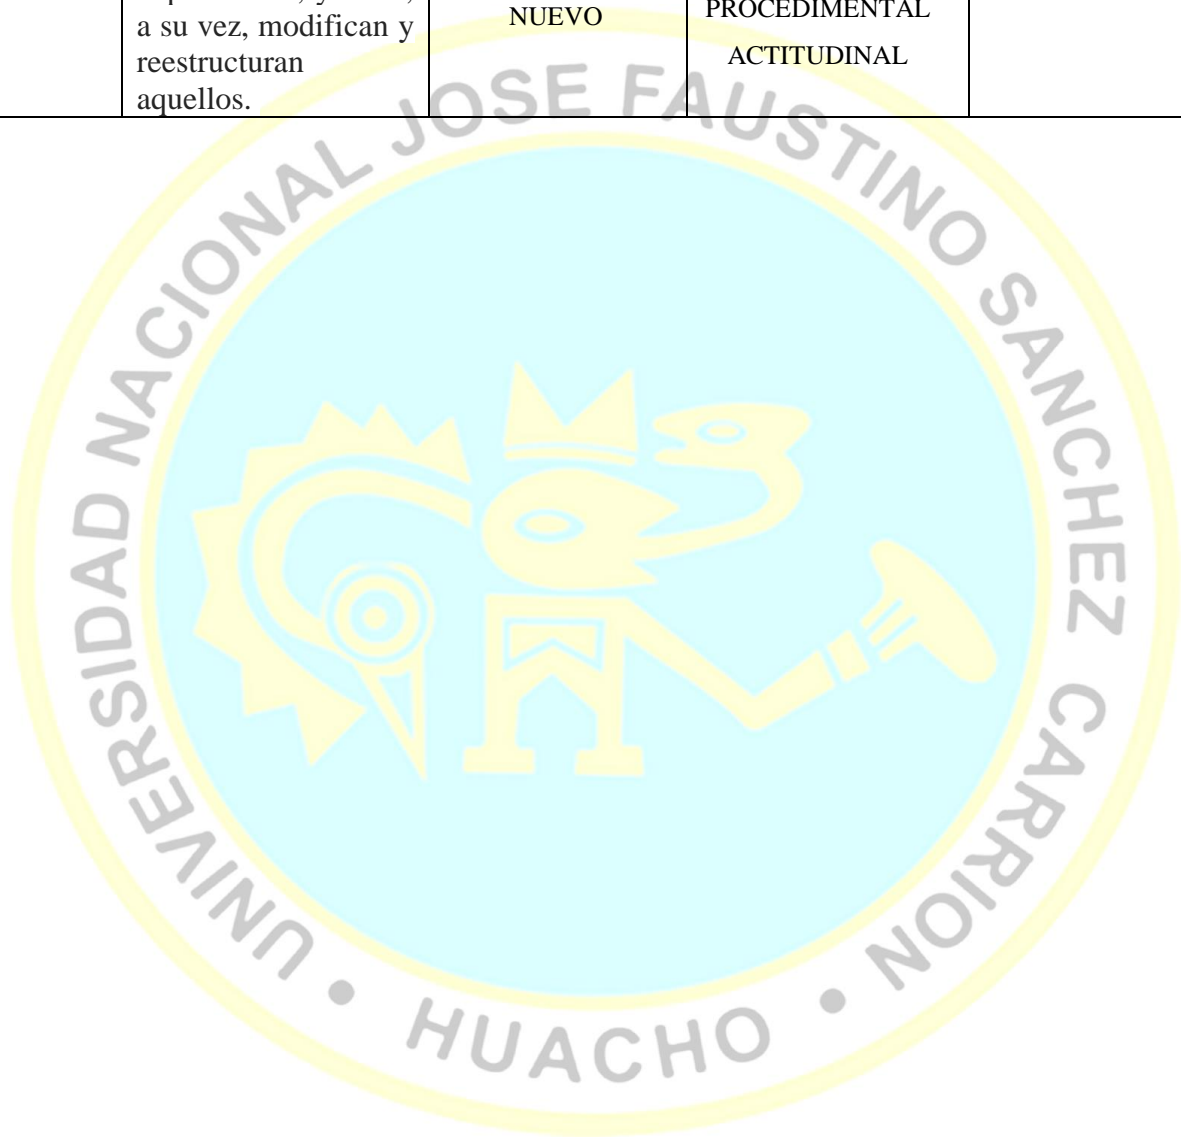 a su vez, modifican y
reestructuran
aquellos.
NUEVO
PROCEDIMENTAL
ACTITUDINAL
UNIVERSIDAD NACIONAL JOSE FAUSTINO SANCHEZ CARRION
• HUACHO •